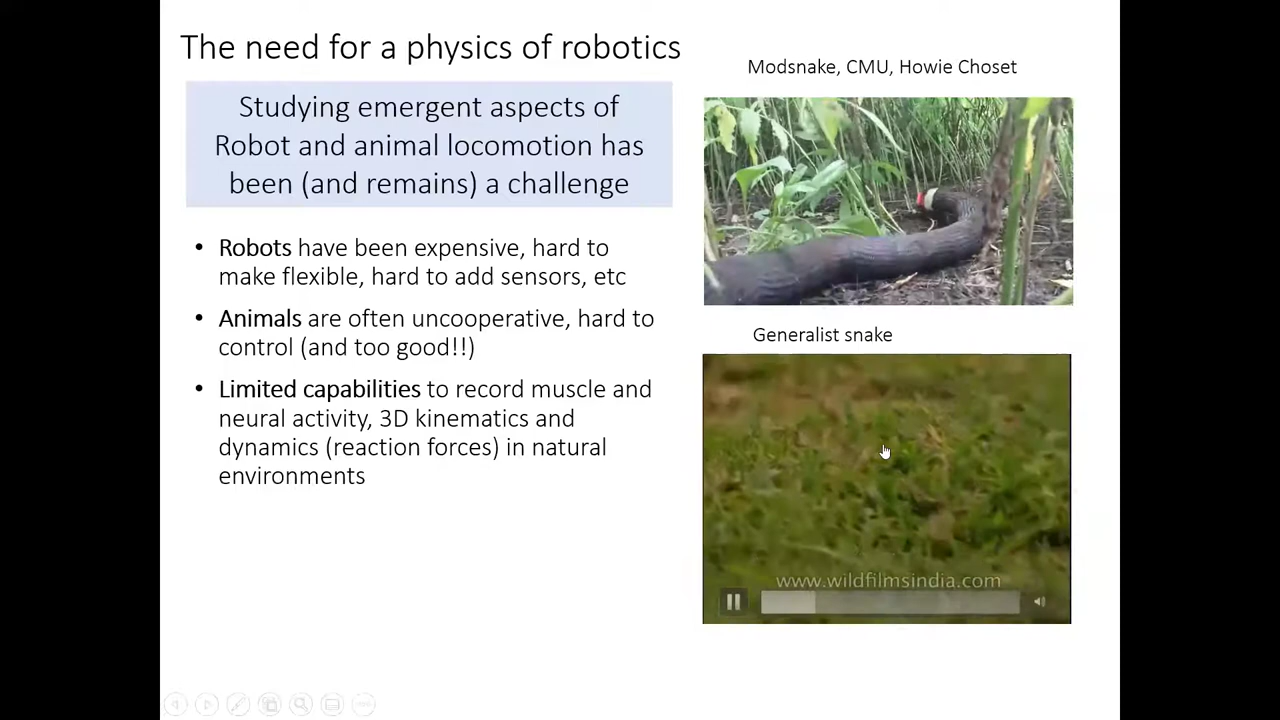 The need for a physics of robotics
Studying emergent aspects of
Robot and animal locomotion has
been (and remains) a challenge
• Robots have been expensive, hard to
make flexible, hard to add sensors, etc
• Animals are often uncooperative, hard to
control (and too good!!)
• Limited capabilities to record muscle and
neural activity, 3D kinematics and
dynamics (reaction forces) in natural
environments
Modsnake, CMU, Howie Choset
Generalist snake
www.wildfilmsindia.com